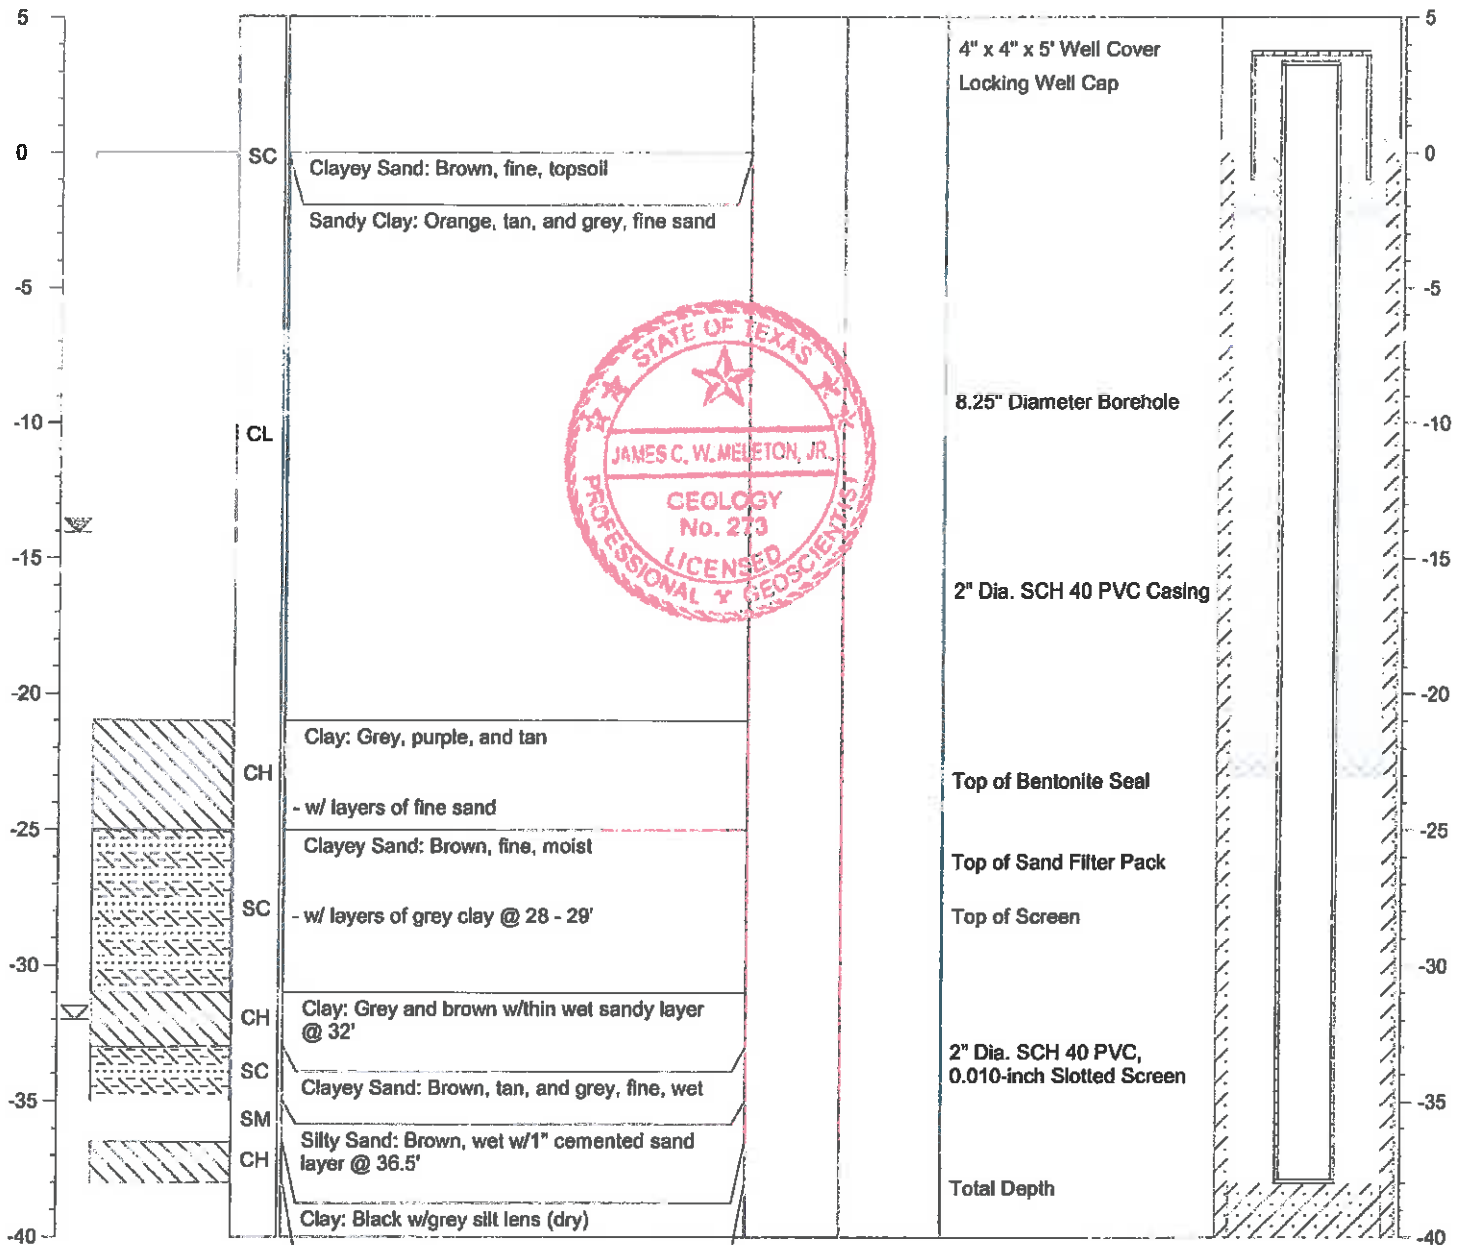 5
5
4" x 4" x 5' Well Cover
Locking Well Cap
0
SC
0
Clayey Sand: Brown, fine, topsoil
Sandy Clay: Orange, tan, and grey, fine sand
-5
-5
STATE OF TEXAS
JAMES C. W. MELETON, JR.
GEOLOGY
No. 273
LICENSED
PROFESSIONAL GEOSCIENTIST
8.25" Diameter Borehole
-10
CL
-10
-15
-15
2" Dia. SCH 40 PVC Casing
-20
-20
Clay: Grey, purple, and tan
CH
Top of Bentonite Seal
- w/ layers of fine sand
-25
-25
Clayey Sand: Brown, fine, moist
Top of Sand Filter Pack
SC
- w/ layers of grey clay @ 28 - 29'
Top of Screen
-30
-30
CH
Clay: Grey and brown w/thin wet sandy layer
@ 32'
2" Dia. SCH 40 PVC,
0.010-inch Slotted Screen
SC
Clayey Sand: Brown, tan, and grey, fine, wet
-35
-35
SM
Silty Sand: Brown, wet w/1" cemented sand
layer @ 36.5'
CH
Total Depth
Clay: Black w/grey silt lens (dry)
-40
-40